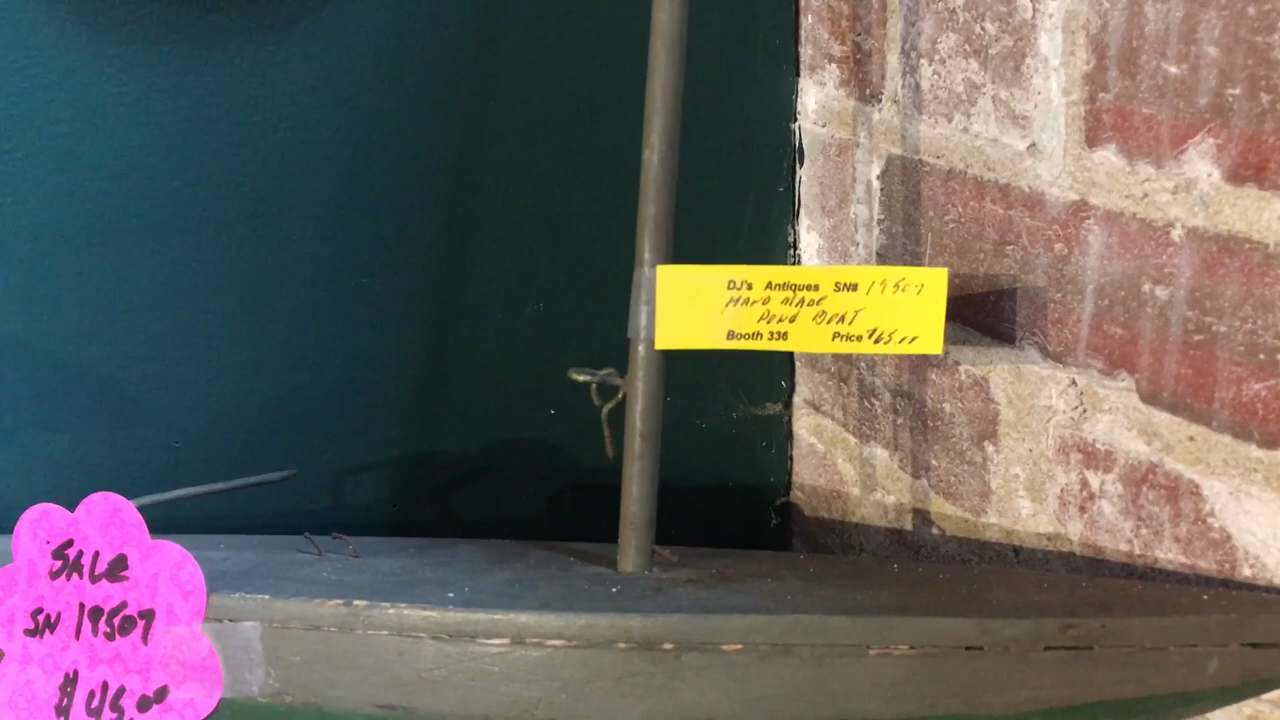 DJ's Antiques SN# 19507
HAND MADE
POND BOAT
Booth 336 Price $65.00
SALE
SN 19507
$45.00